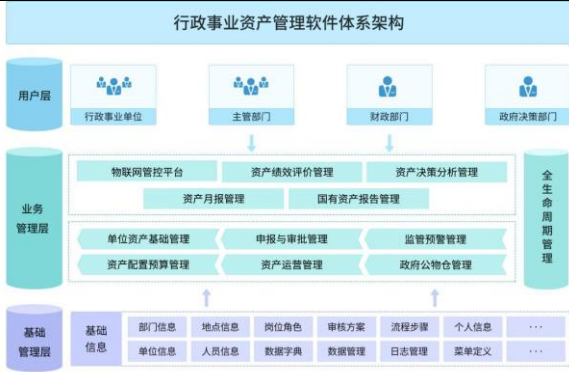 行政事业资产管理软件体系架构
用户层
行政事业单位
主管部门
财政部门
政府决策部门
业务
管理层
物联网管控平台
资产绩效评价管理
资产决策分析管理
资产月报管理
国有资产报告管理
单位资产基础管理
申报与审批管理
监管预警管理
资产配置预算管理
资产运营管理
政府公物仓管理
全生命周期管理
基础
管理层
基础
信息
部门信息
地点信息
岗位角色
审核方案
流程步骤
个人信息
···
单位信息
人员信息
数据字典
数据管理
日志管理
菜单定义
···